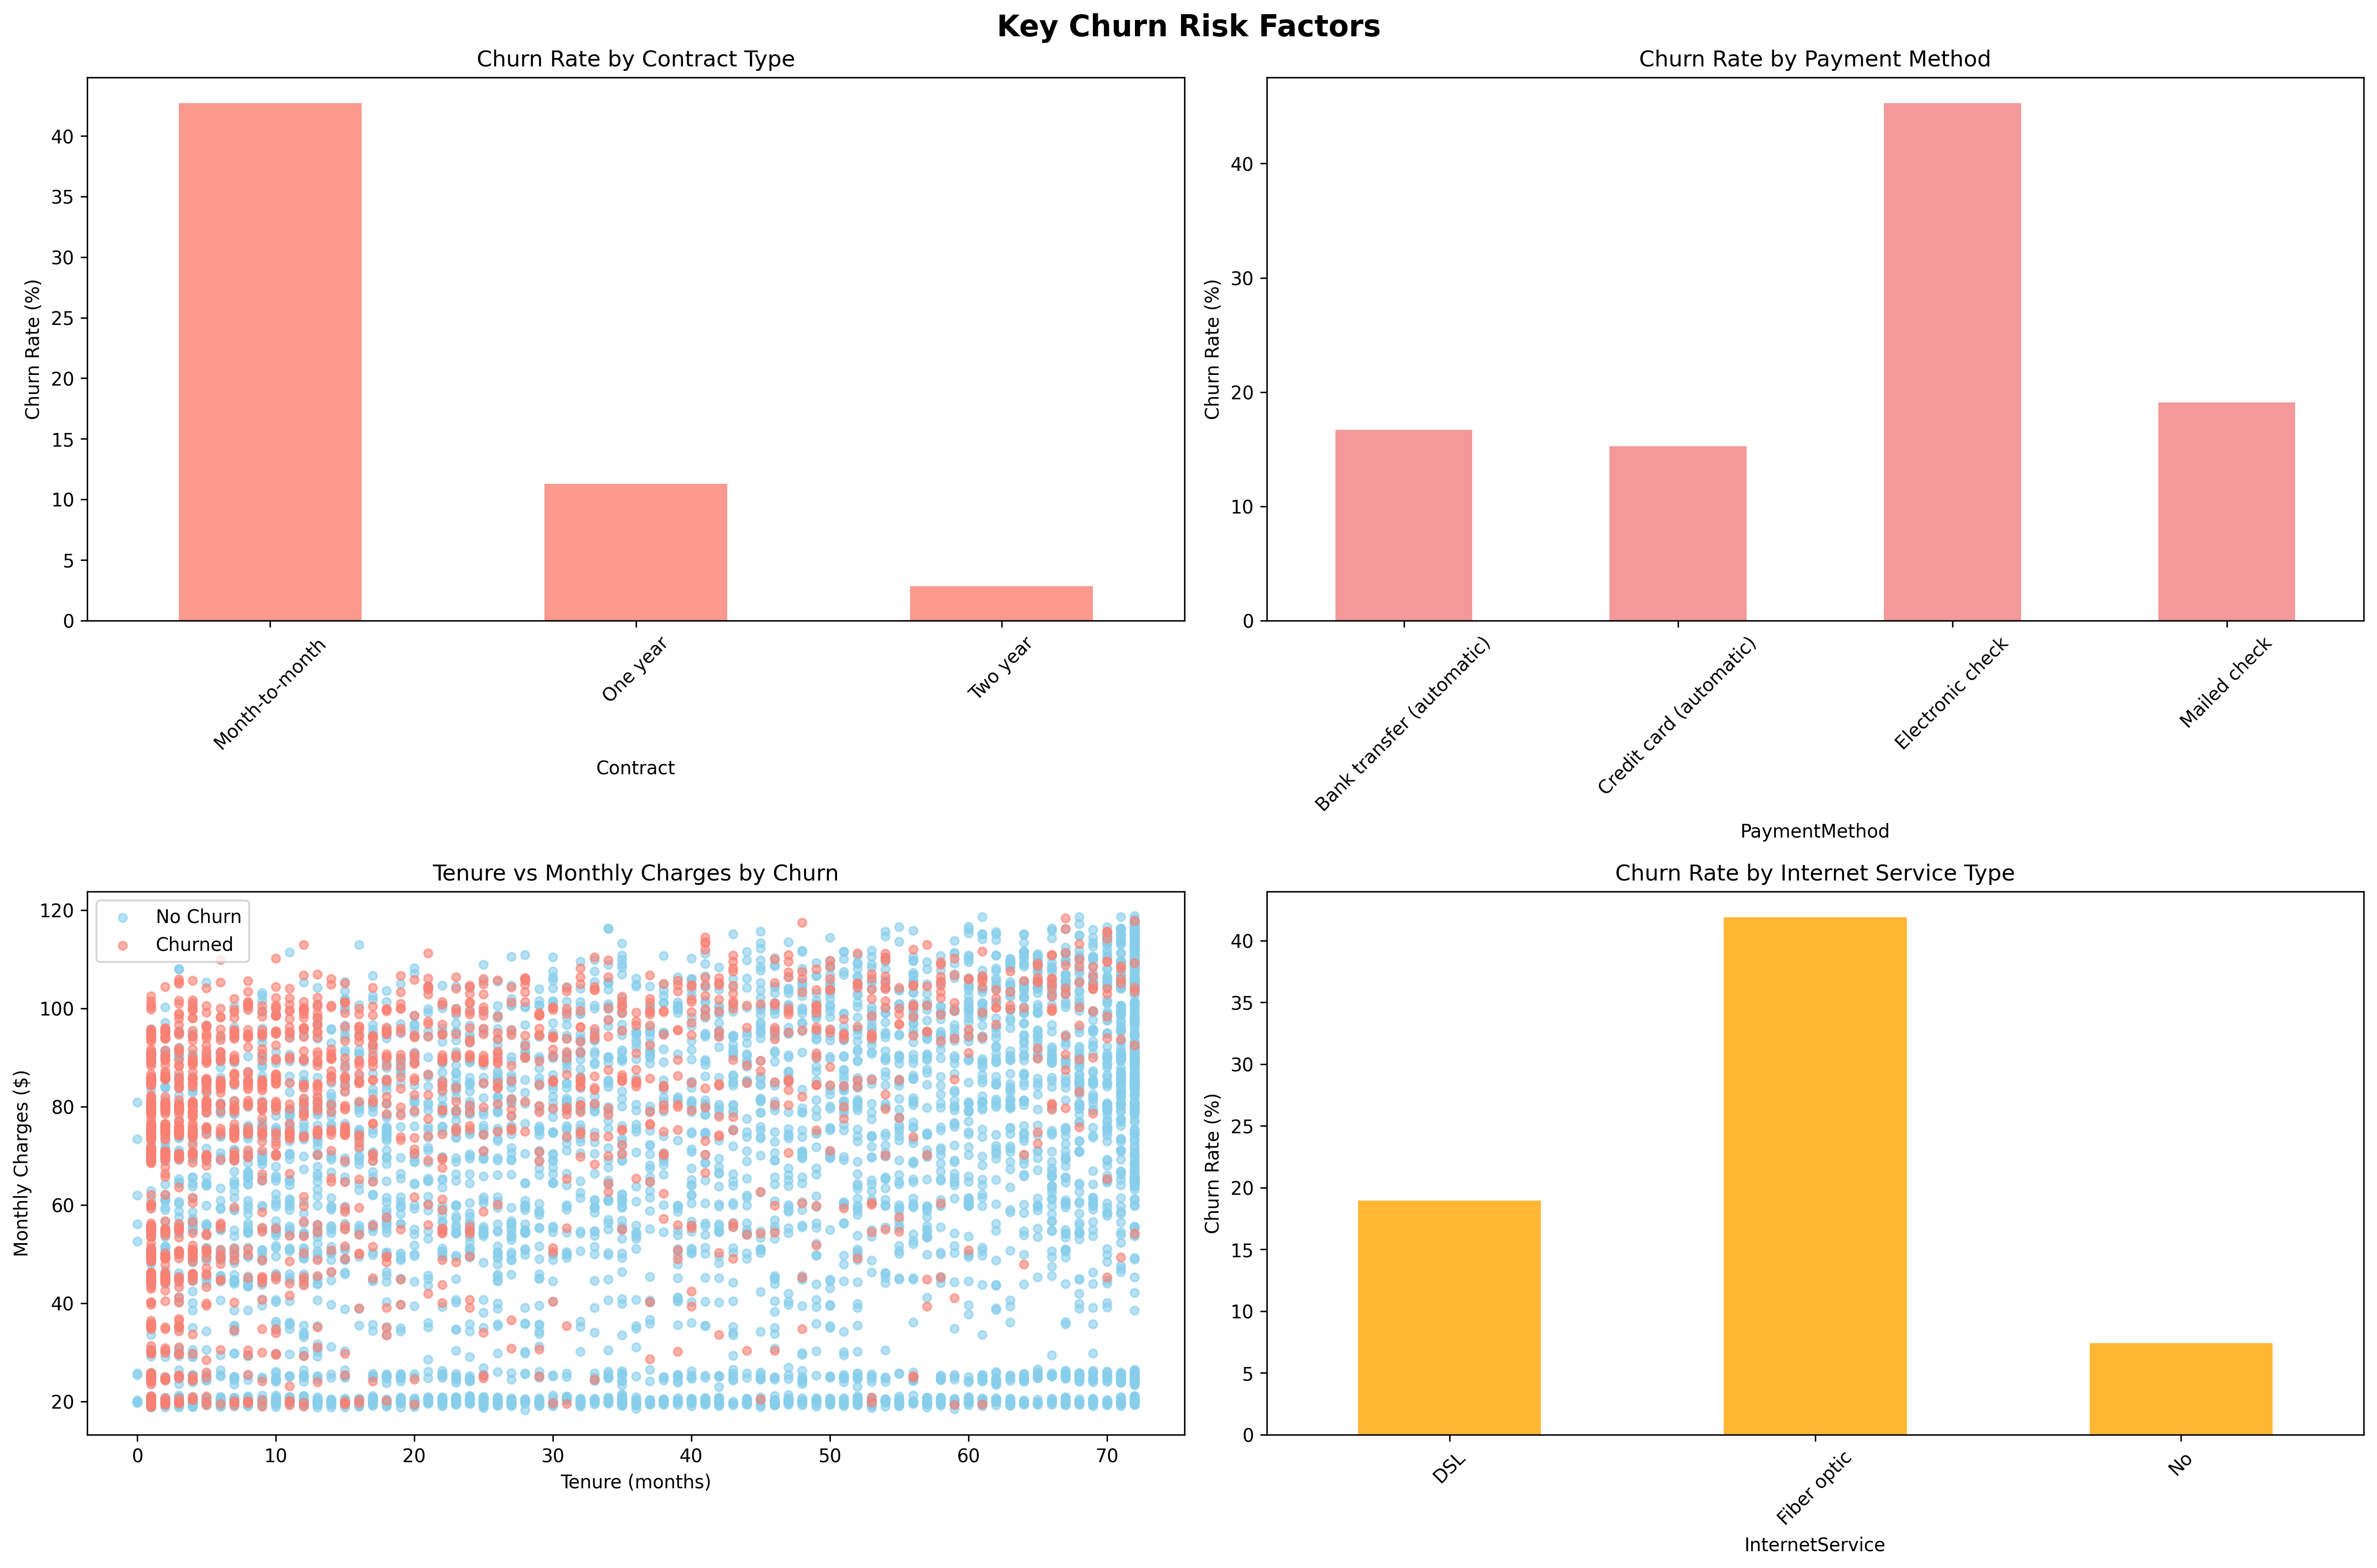 Key Churn Risk Factors
Churn Rate by Contract Type
Churn Rate (%)
40
35
30
25
20
15
10
5
0
Month-to-month
One year
Two year
Contract
Churn Rate by Payment Method
Churn Rate (%)
40
30
20
10
0
Bank transfer (automatic)
Credit card (automatic)
Electronic check
Mailed check
PaymentMethod
Tenure vs Monthly Charges by Churn
No Churn
Churned
Monthly Charges ($)
120
100
80
60
40
20
0
10
20
30
40
50
60
70
Tenure (months)
Churn Rate by Internet Service Type
Churn Rate (%)
40
35
30
25
20
15
10
5
0
DSL
Fiber optic
No
InternetService